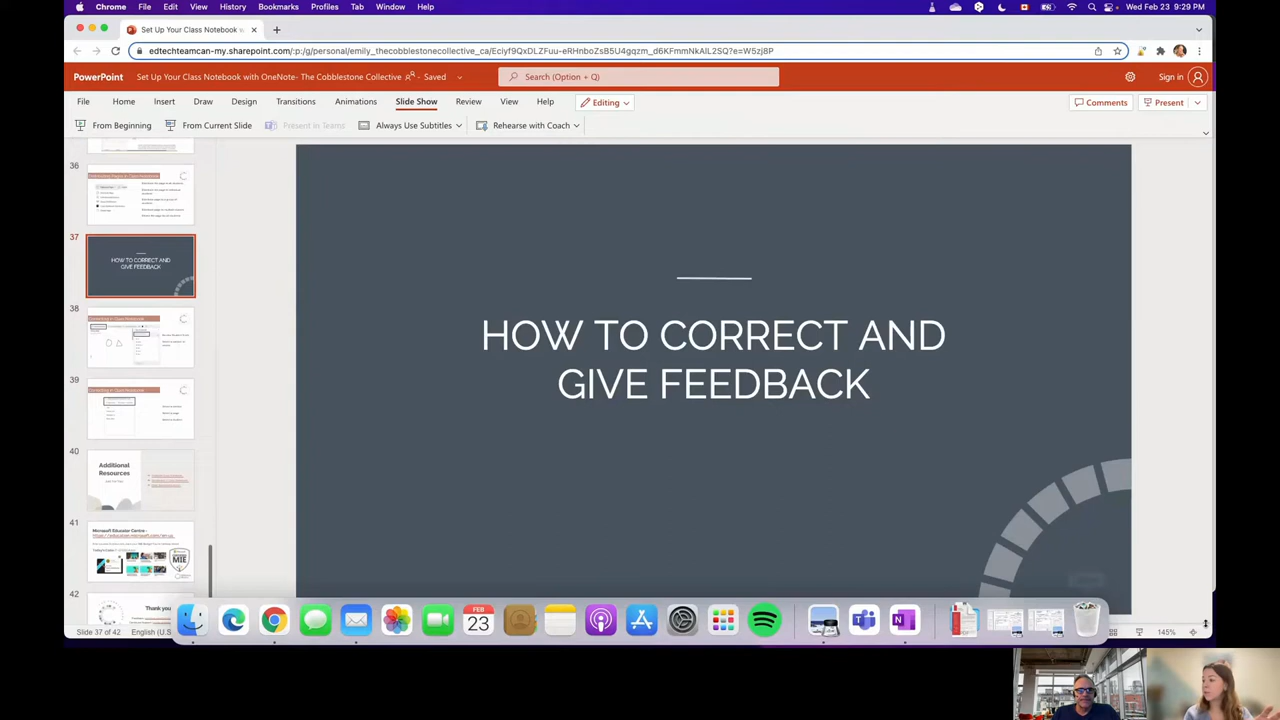 Chrome File Edit View History Bookmarks Profiles Tab Window Help Wed Feb 23 9:29 PM
Set Up Your Class Notebook w
edtechteamcan-my.sharepoint.com/:p:/g/personal/emily_thecobblestonecollective_ca/Eciyf9QxDLZFuu-eRHnboZsB5U4gqzm_d6KFmmNkAlL2SQ?e=W5zj8P
PowerPoint Set Up Your Class Notebook with OneNote- The Cobblestone Collective - Saved Search (Option + Q) Sign in
File Home Insert Draw Design Transitions Animations Slide Show Review View Help Editing Comments Present
From Beginning From Current Slide Present in Teams Always Use Subtitles Rehearse with Coach
36
37
HOW TO CORRECT AND
GIVE FEEDBACK
38
39
40
Additional
Resources
41
Microsoft Educator Centre -
42
Thank you
HOW TO CORRECT AND
GIVE FEEDBACK
FEB
23
Slide 37 of 42 English (U.S 145%